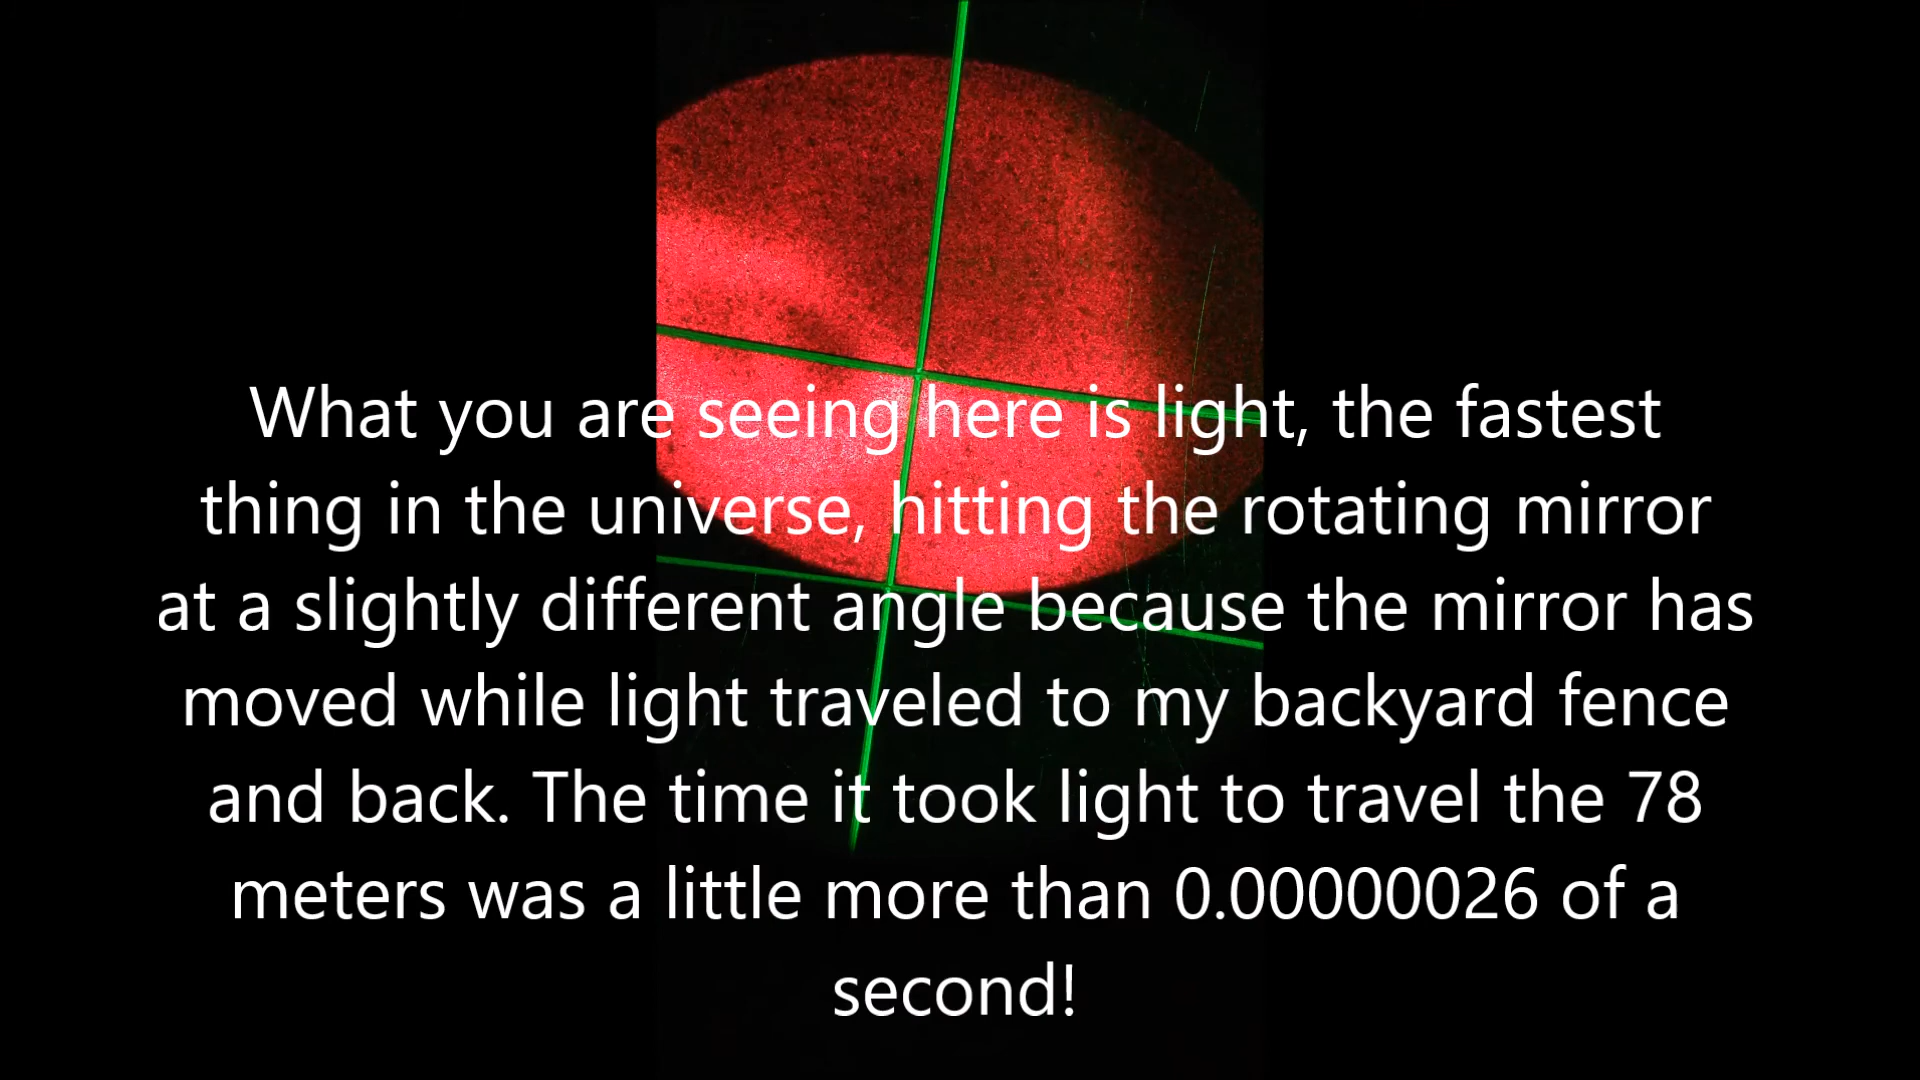 What you are seeing here is light, the fastest
thing in the universe, hitting the rotating mirror
at a slightly different angle because the mirror has
moved while light traveled to my backyard fence
and back. The time it took light to travel the 78
meters was a little more than 0.00000026 of a
second!